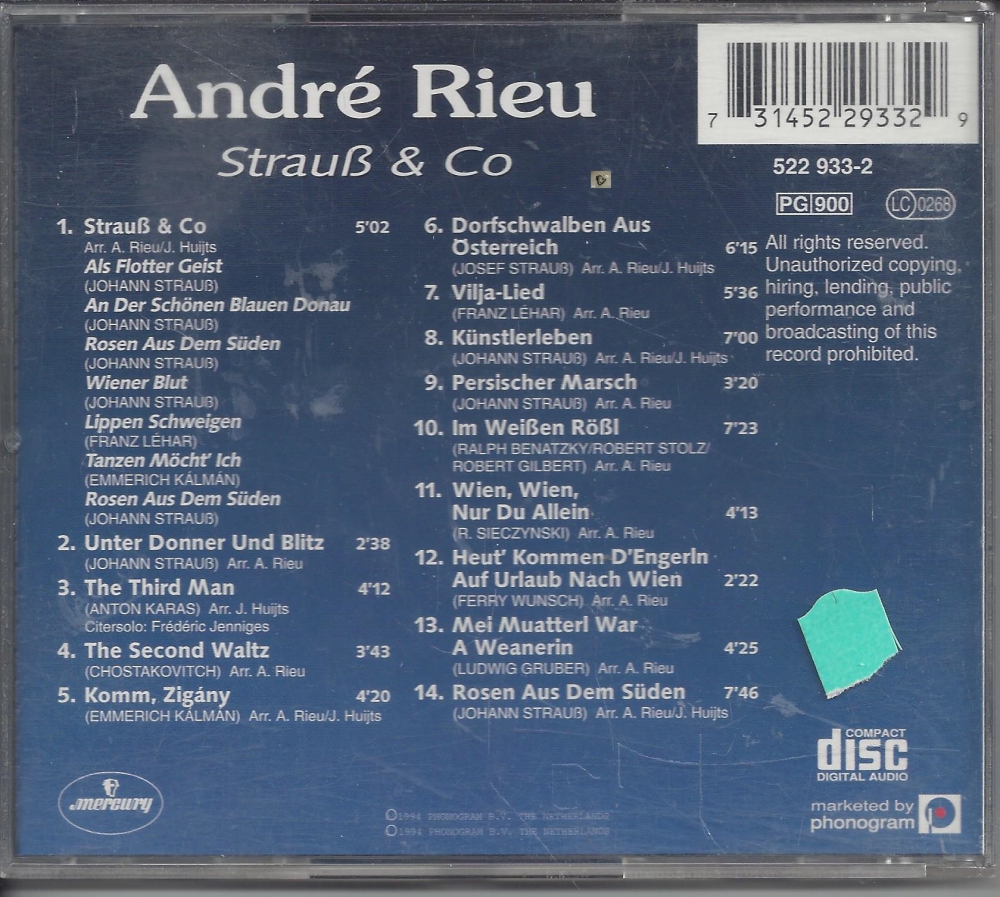 André Rieu
Strauß & Co
7 31452 29332 9
522 933-2
PG 900
LC 0268
1. Strauß & Co 5'02
Arr. A. Rieu/J. Huijts
Als Flotter Geist
(JOHANN STRAUß)
An Der Schönen Blauen Donau
(JOHANN STRAUß)
Rosen Aus Dem Süden
(JOHANN STRAUß)
Wiener Blut
(JOHANN STRAUß)
Lippen Schweigen
(FRANZ LÉHAR)
Tanzen Möcht' Ich
(EMMERICH KÁLMÁN)
Rosen Aus Dem Süden
(JOHANN STRAUß)
2. Unter Donner Und Blitz 2'38
(JOHANN STRAUß) Arr. A. Rieu
3. The Third Man 4'12
(ANTON KARAS) Arr. J. Huijts
Citersolo: Frédéric Jenniges
4. The Second Waltz 3'43
(CHOSTAKOVITCH) Arr. A. Rieu
5. Komm, Zigány 4'20
(EMMERICH KÁLMÁN) Arr. A. Rieu/J. Huijts
6. Dorfschwalben Aus
Österreich 6'15
(JOSEF STRAUß) Arr. A. Rieu/J. Huijts
7. Vilja-Lied 5'36
(FRANZ LÉHAR) Arr. A. Rieu
8. Künstlerleben 7'00
(JOHANN STRAUß) Arr. A. Rieu/J. Huijts
9. Persischer Marsch 3'20
(JOHANN STRAUß) Arr. A. Rieu
10. Im Weißen Rößl 7'23
(RALPH BENATZKY/ROBERT STOLZ/
ROBERT GILBERT) Arr. A. Rieu
11. Wien, Wien,
Nur Du Allein 4'13
(R. SIECZYNSKI) Arr. A. Rieu
12. Heut' Kommen D'Engerln
Auf Urlaub Nach Wien 2'22
(FERRY WUNSCH) Arr. A. Rieu
13. Mei Muatterl War
A Weanerin 4'25
(LUDWIG GRUBER) Arr. A. Rieu
14. Rosen Aus Dem Süden 7'46
(JOHANN STRAUß) Arr. A. Rieu/J. Huijts
All rights reserved.
Unauthorized copying,
hiring, lending, public
performance and
broadcasting of this
record prohibited.
COMPACT
disc
DIGITAL AUDIO
mercury
℗1994 PHONOGRAM B.V. THE NETHERLANDS
©1994 PHONOGRAM B.V. THE NETHERLANDS
marketed by
phonogram